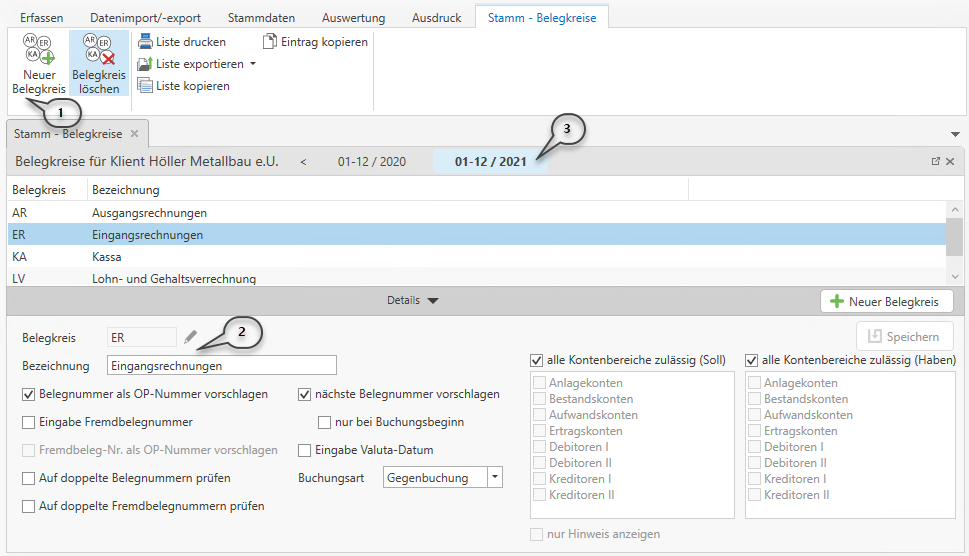 Erfassen Datenimport/-export Stammdaten Auswertung Ausdruck Stamm - Belegkreise
AR ER KA
Neuer Belegkreis
AR ER KA
Belegkreis löschen
Liste drucken
Liste exportieren
Liste kopieren
Eintrag kopieren
1
Stamm - Belegkreise
3
Belegkreise für Klient Höller Metallbau e.U. < 01-12 / 2020 01-12 / 2021
Belegkreis Bezeichnung
AR Ausgangsrechnungen
ER Eingangsrechnungen
KA Kassa
LV Lohn- und Gehaltsverrechnung
Details Neuer Belegkreis
Belegkreis ER
2
Speichern
Bezeichnung Eingangsrechnungen
Belegnummer als OP-Nummer vorschlagen
Eingabe Fremdbelegnummer
Fremdbeleg-Nr. als OP-Nummer vorschlagen
Auf doppelte Belegnummern prüfen
Auf doppelte Fremdbelegnummern prüfen
nächste Belegnummer vorschlagen
nur bei Buchungsbeginn
Eingabe Valuta-Datum
Buchungsart Gegenbuchung
alle Kontenbereiche zulässig (Soll)
Anlagekonten
Bestandskonten
Aufwandskonten
Ertragskonten
Debitoren I
Debitoren II
Kreditoren I
Kreditoren II
nur Hinweis anzeigen
alle Kontenbereiche zulässig (Haben)
Anlagekonten
Bestandskonten
Aufwandskonten
Ertragskonten
Debitoren I
Debitoren II
Kreditoren I
Kreditoren II